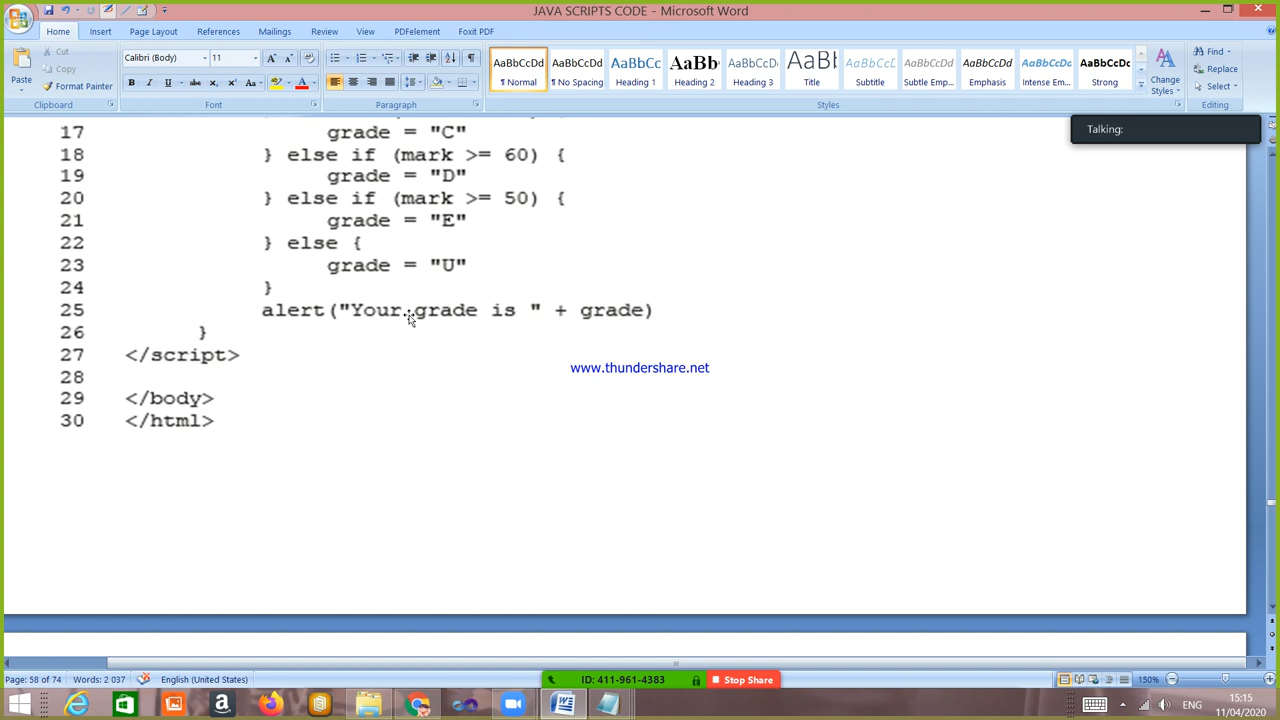 JAVA SCRIPTS CODE - Microsoft Word
Home Insert Page Layout References Mailings Review View PDFelement Foxit PDF
Cut
Copy
Format Painter
Paste
Calibri (Body) 11
AaBbCcDd AaBbCcDd AaBbCc AaBbC AaBbCcDd AaBbC AaBbCcDd AaBbCcDd AaBbCcDd AaBbCcDd AaBbCcDc
¶ Normal ¶ No Spacing Heading 1 Heading 2 Heading 3 Title Subtitle Subtle Emp... Emphasis Intense Em... Strong
Change Styles
Find
Replace
Select
Clipboard Font Paragraph Styles Editing
Talking:
17 grade = "C"
18 } else if (mark >= 60) {
19 grade = "D"
20 } else if (mark >= 50) {
21 grade = "E"
22 } else {
23 grade = "U"
24 }
25 alert("Your grade is " + grade)
26 }
27 </script>
28
29 </body>
30 </html>
www.thundershare.net
Page: 58 of 74 Words: 2 037 English (United States) ID: 411-961-4383 Stop Share 150%
ENG 15:15
11/04/2020